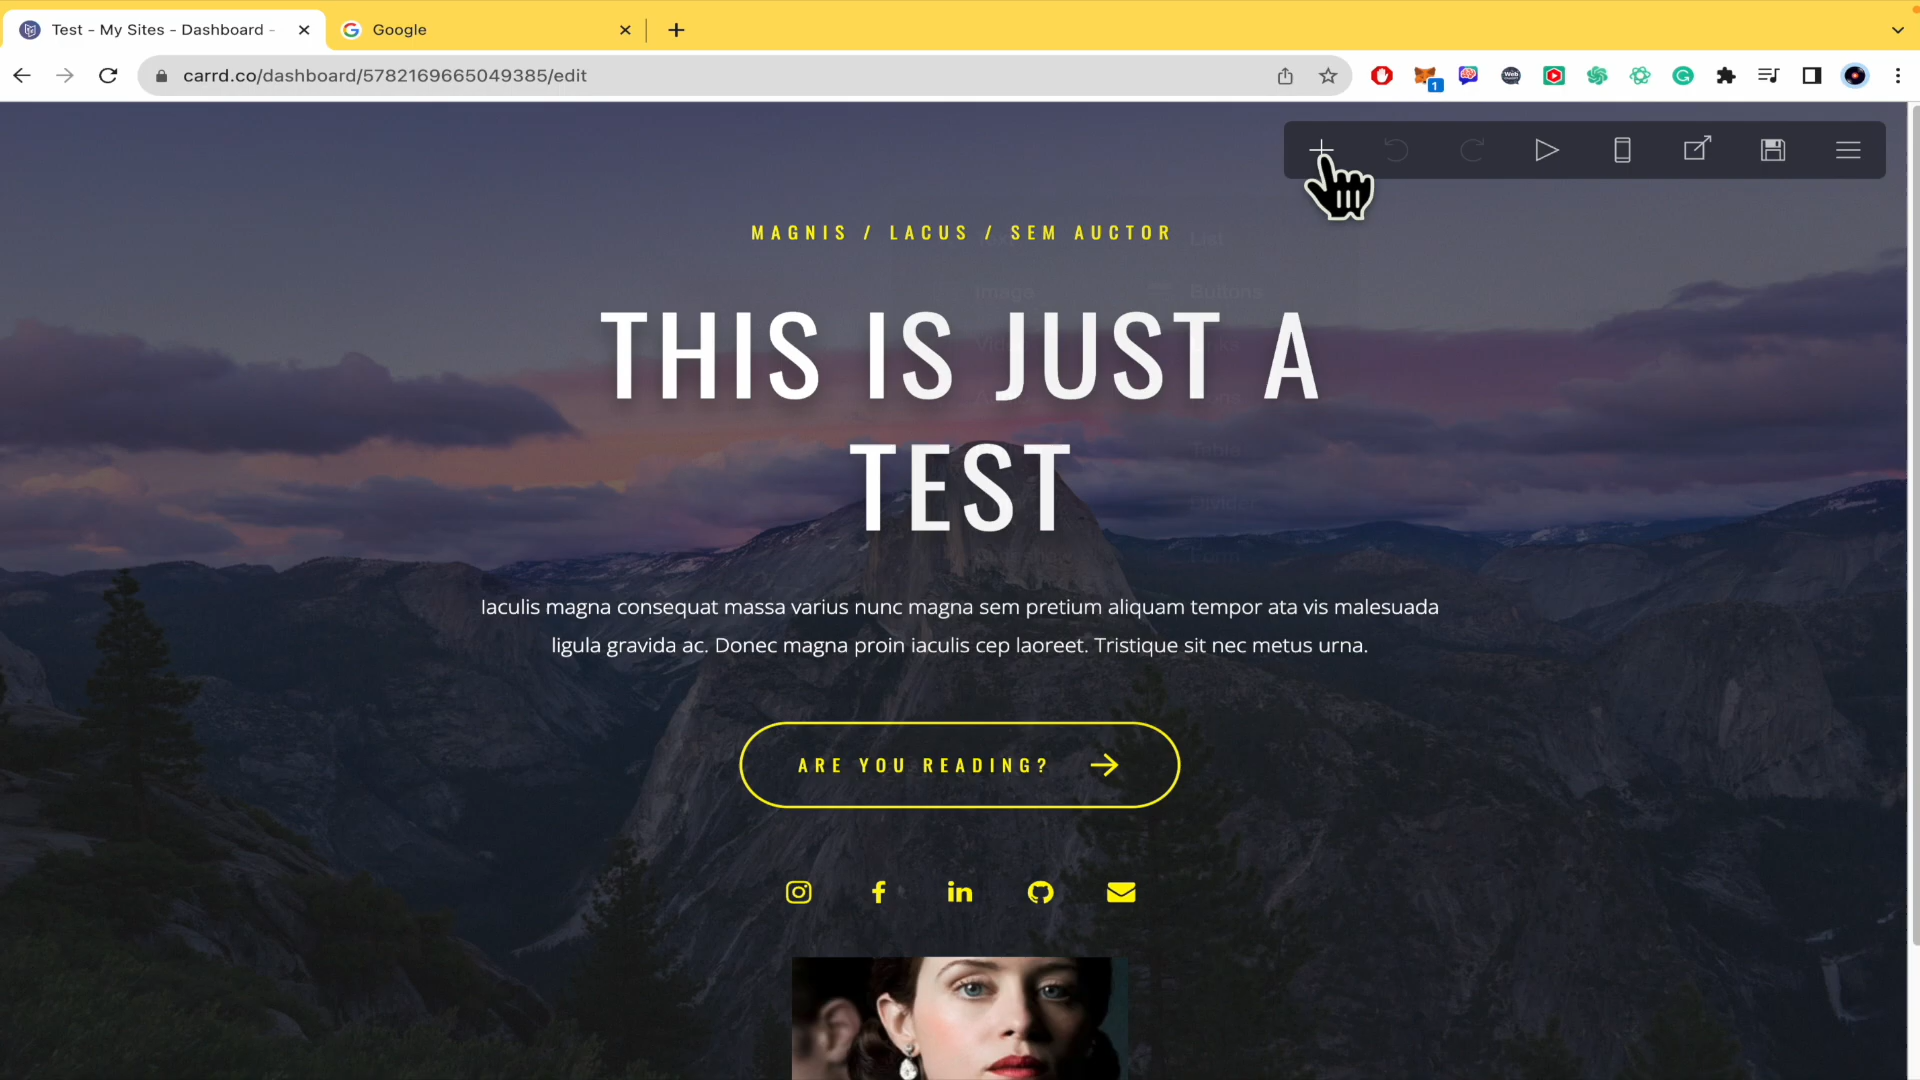 Test - My Sites - Dashboard -
Google
carrd.co/dashboard/5782169665049385/edit
Web
1
MAGNIS / LACUS / SEM AUCTOR
List
Image
Buttons
THIS IS JUST A
Table
TEST
Divider
Form
Iaculis magna consequat massa varius nunc magna sem pretium aliquam tempor ata vis malesuada
ligula gravida ac. Donec magna proin iaculis cep laoreet. Tristique sit nec metus urna.
ARE YOU READING?